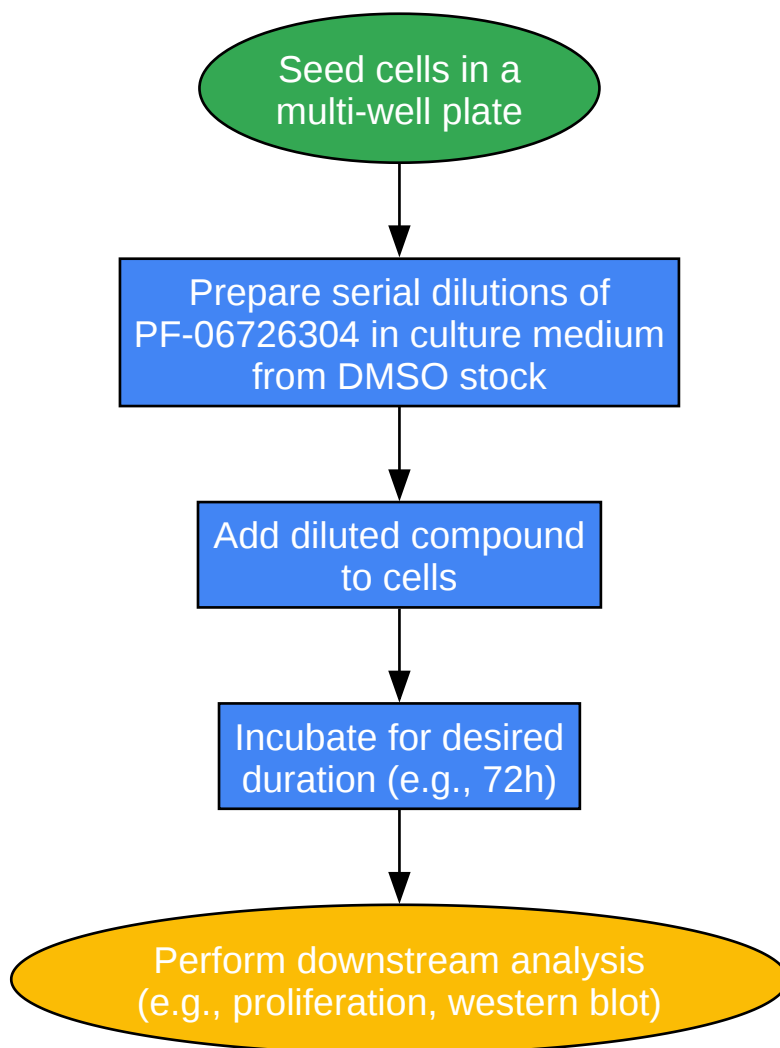 Seed cells in a
multi-well plate
Prepare serial dilutions of
PF-06726304 in culture medium
from DMSO stock
Add diluted compound
to cells
Incubate for desired
duration (e.g., 72h)
Perform downstream analysis
(e.g., proliferation, western blot)